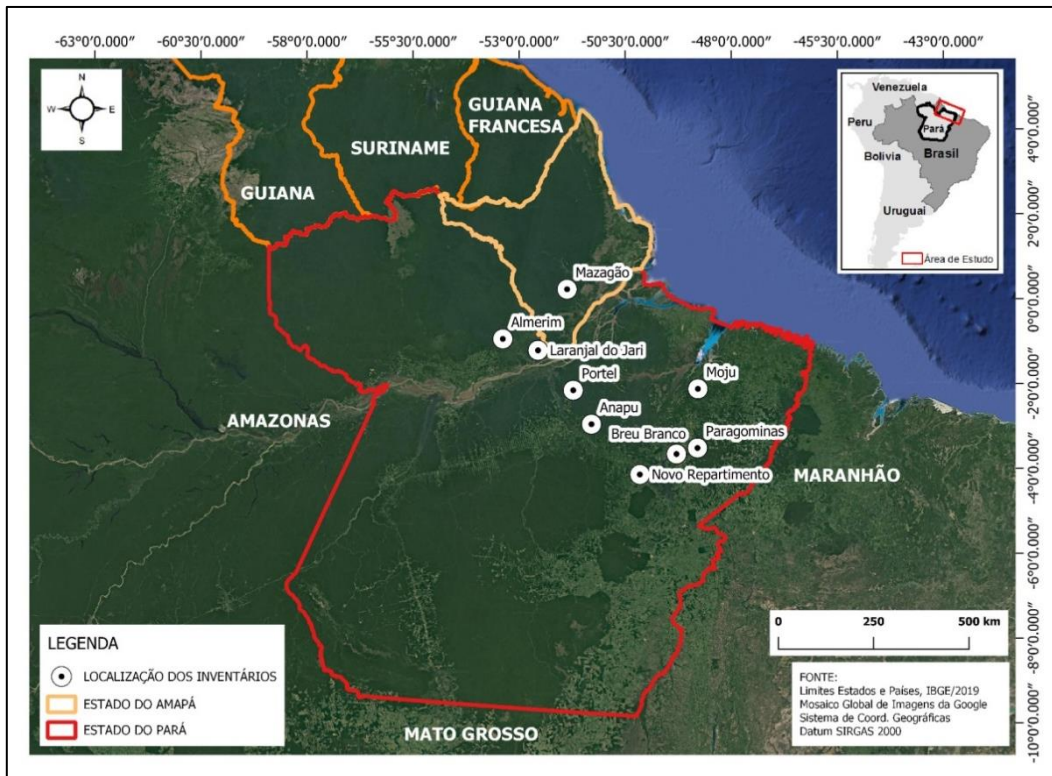 -63°0'0.000"
-60°30'0.000"
-58°0'0.000"
-55°30'0.000"
-53°0'0.000"
-50°30'0.000"
-48°0'0.000"
-45°30'0.000"
-43°0'0.000"
N
W
E
S
GUIANA
SURINAME
GUIANA
FRANCESA
Venezuela
Peru
Pará
Brasil
Bolívia
Uruguai
Área de Estudo
4°0'0.000"
2°0'0.000"
0°0'0.000"
-2°0'0.000"
-4°0'0.000"
-6°0'0.000"
-8°0'0.000"
-10°0'0.000"
Mazagão
Almerim
Laranjal do Jari
Portel
Moju
Anapu
Breu Branco
Paragominas
Novo Repartimento
AMAZONAS
MARANHÃO
MATO GROSSO
LEGENDA
LOCALIZAÇÃO DOS INVENTÁRIOS
ESTADO DO AMAPÁ
ESTADO DO PARÁ
0
250
500 km
FONTE:
Limites Estados e Países, IBGE/2019
Mosaico Global de Imagens da Google
Sistema de Coord. Geográficas
Datum SIRGAS 2000